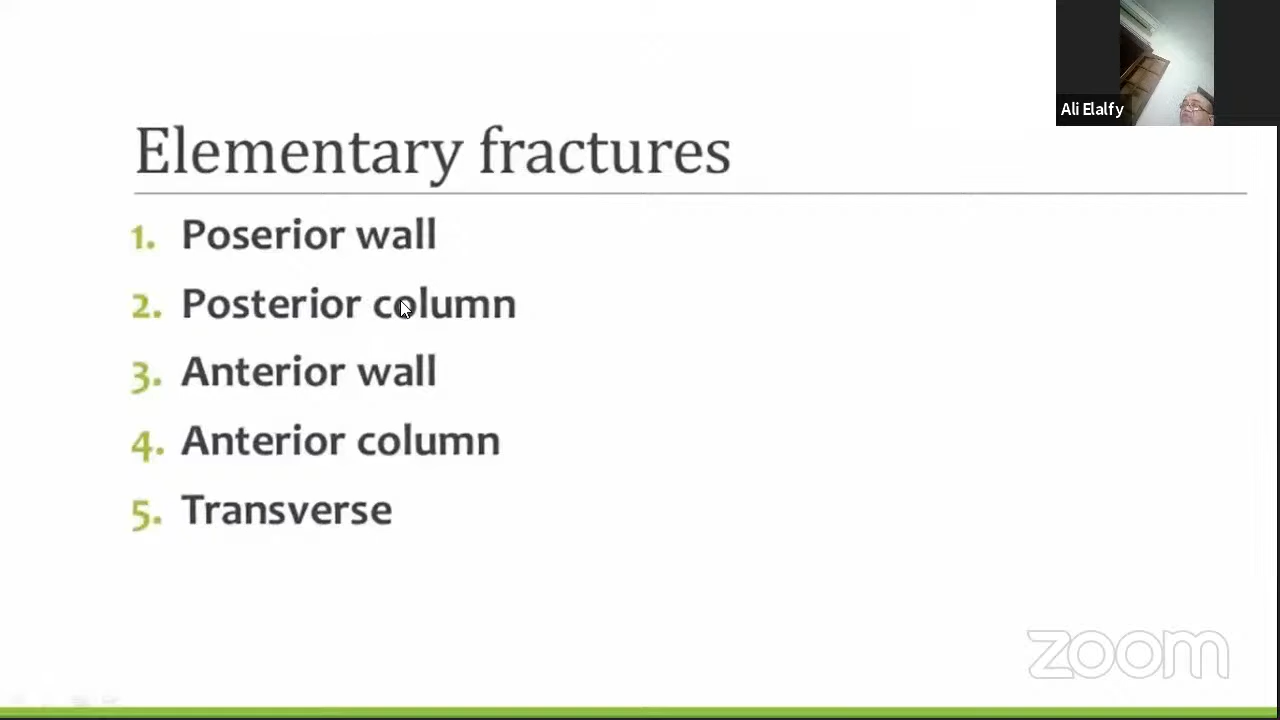 Ali Elalfy
Elementary fractures
1. Poserior wall
2. Posterior column
3. Anterior wall
4. Anterior column
5. Transverse
zoom